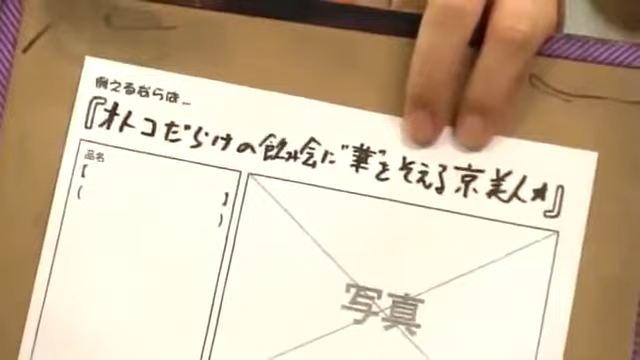 例えるならば…
『オトコだらけの飲み会に"華"をそえる京美人』
品名
【 】
( )
写真